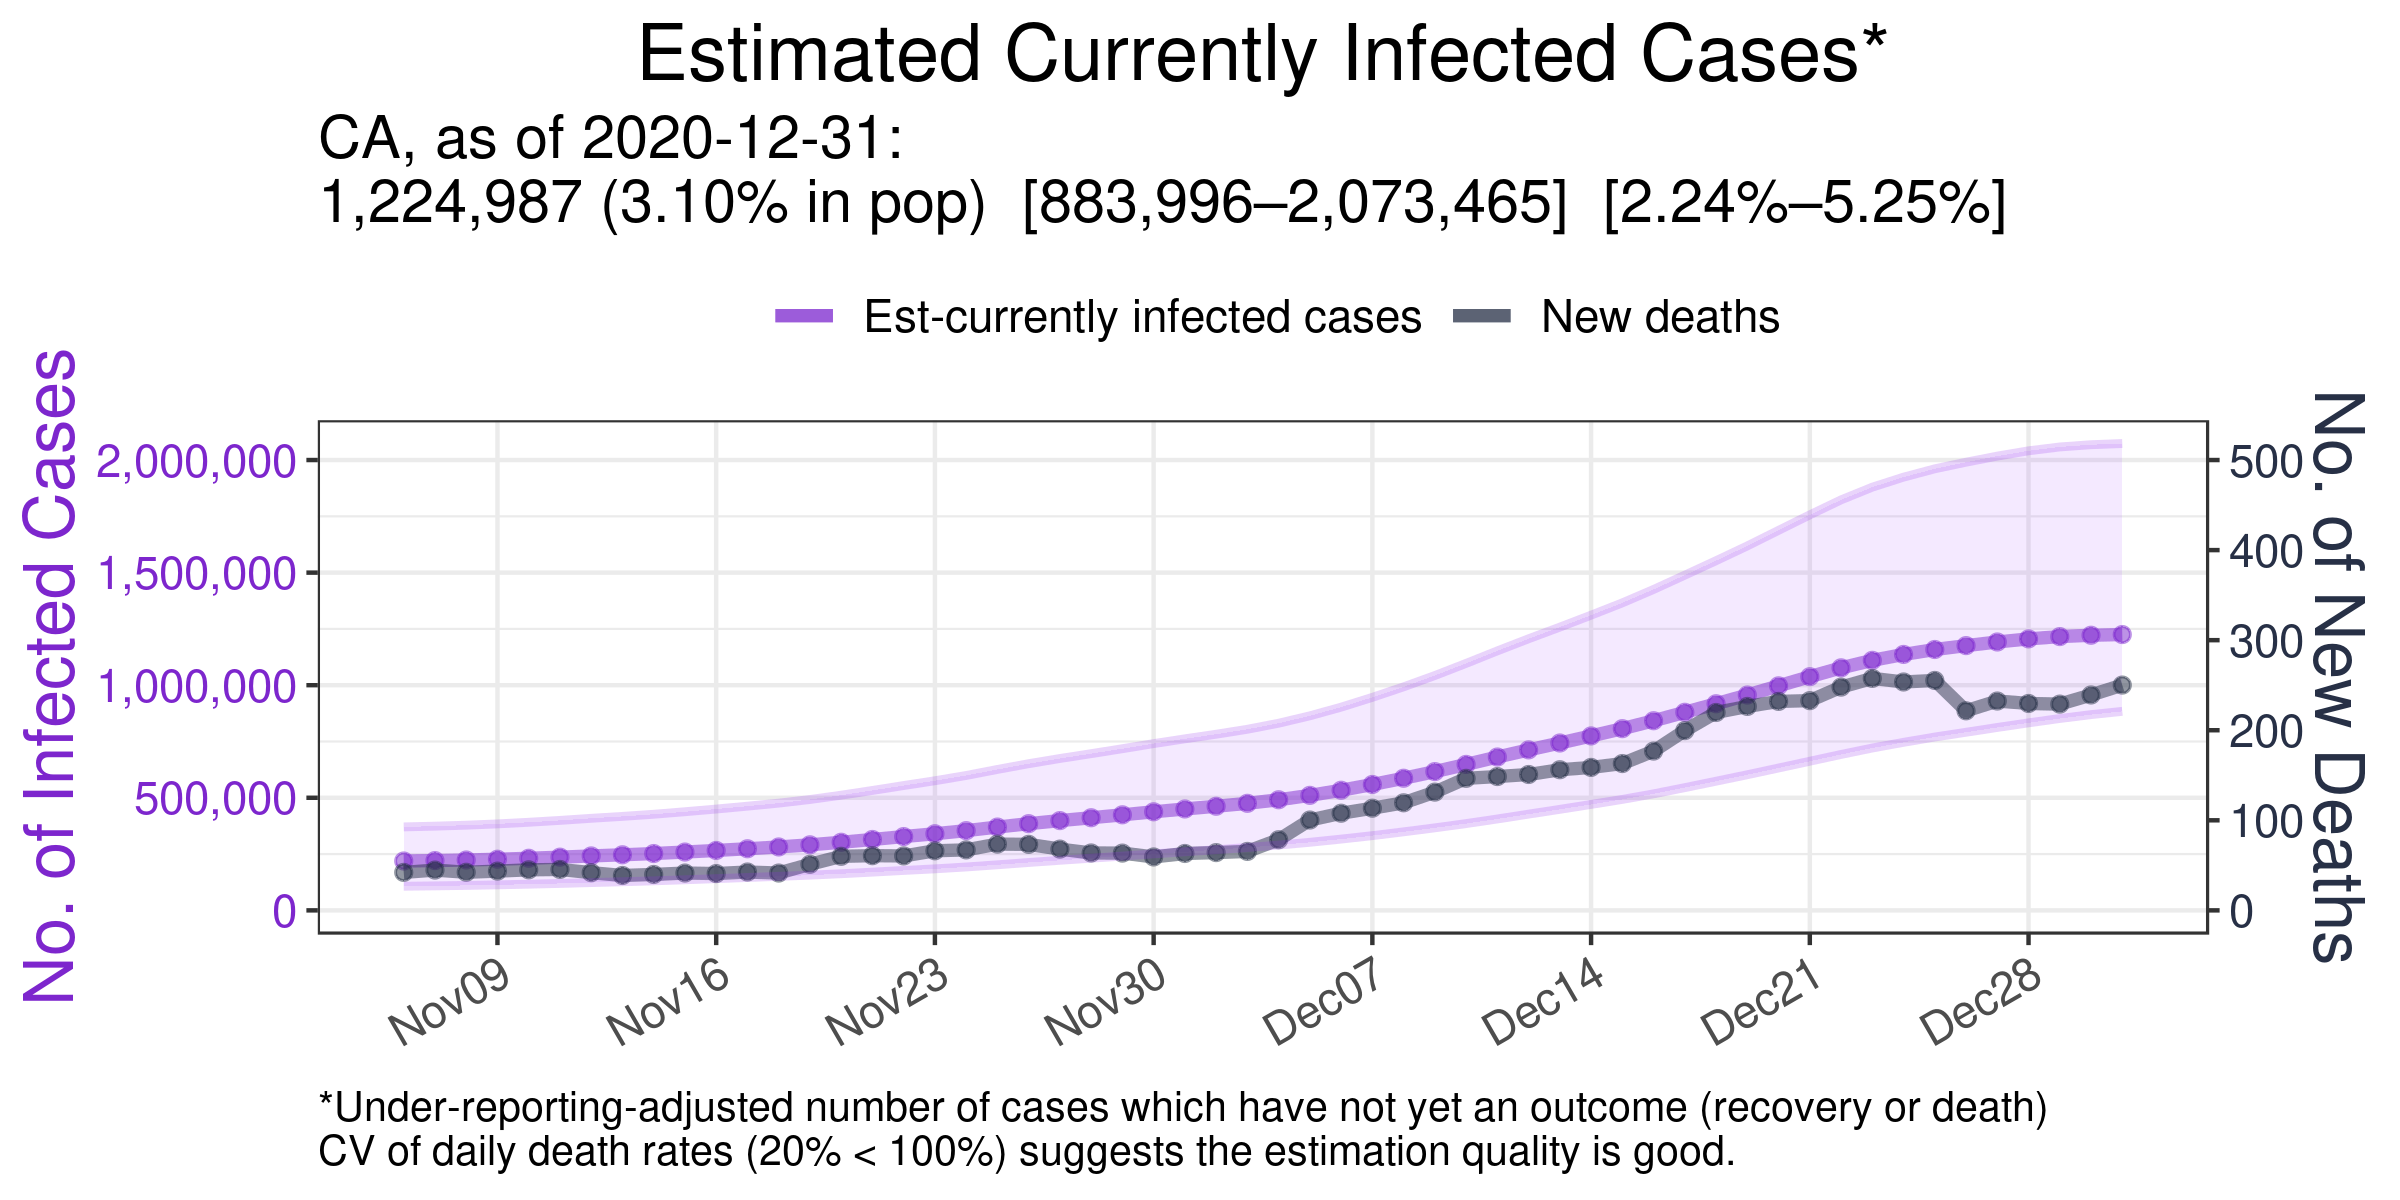 Estimated Currently Infected Cases*
CA, as of 2020-12-31:
1,224,987 (3.10% in pop)  [883,996–2,073,465]  [2.24%–5.25%]
Est-currently infected cases
New deaths
No. of Infected Cases
2,000,000
1,500,000
1,000,000
500,000
0
500
400
300
200
100
0
No. of New Deaths
Nov09
Nov16
Nov23
Nov30
Dec07
Dec14
Dec21
Dec28
*Under-reporting-adjusted number of cases which have not yet an outcome (recovery or death)
CV of daily death rates (20% < 100%) suggests the estimation quality is good.